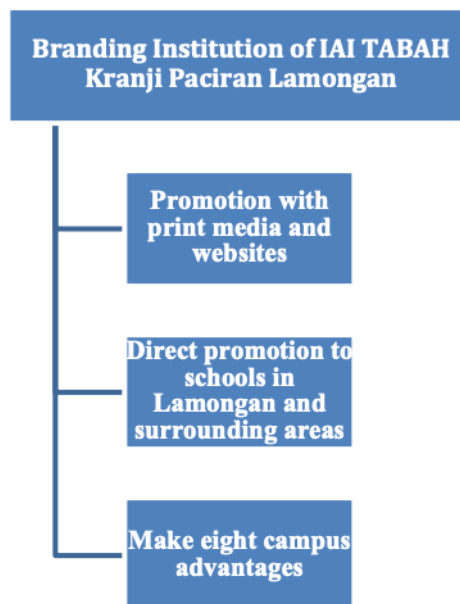 Branding Institution of IAI TABAH
Kranji Paciran Lamongan
Promotion with
print media and
websites
Direct promotion to
schools in
Lamongan and
surrounding areas
Make eight campus
advantages